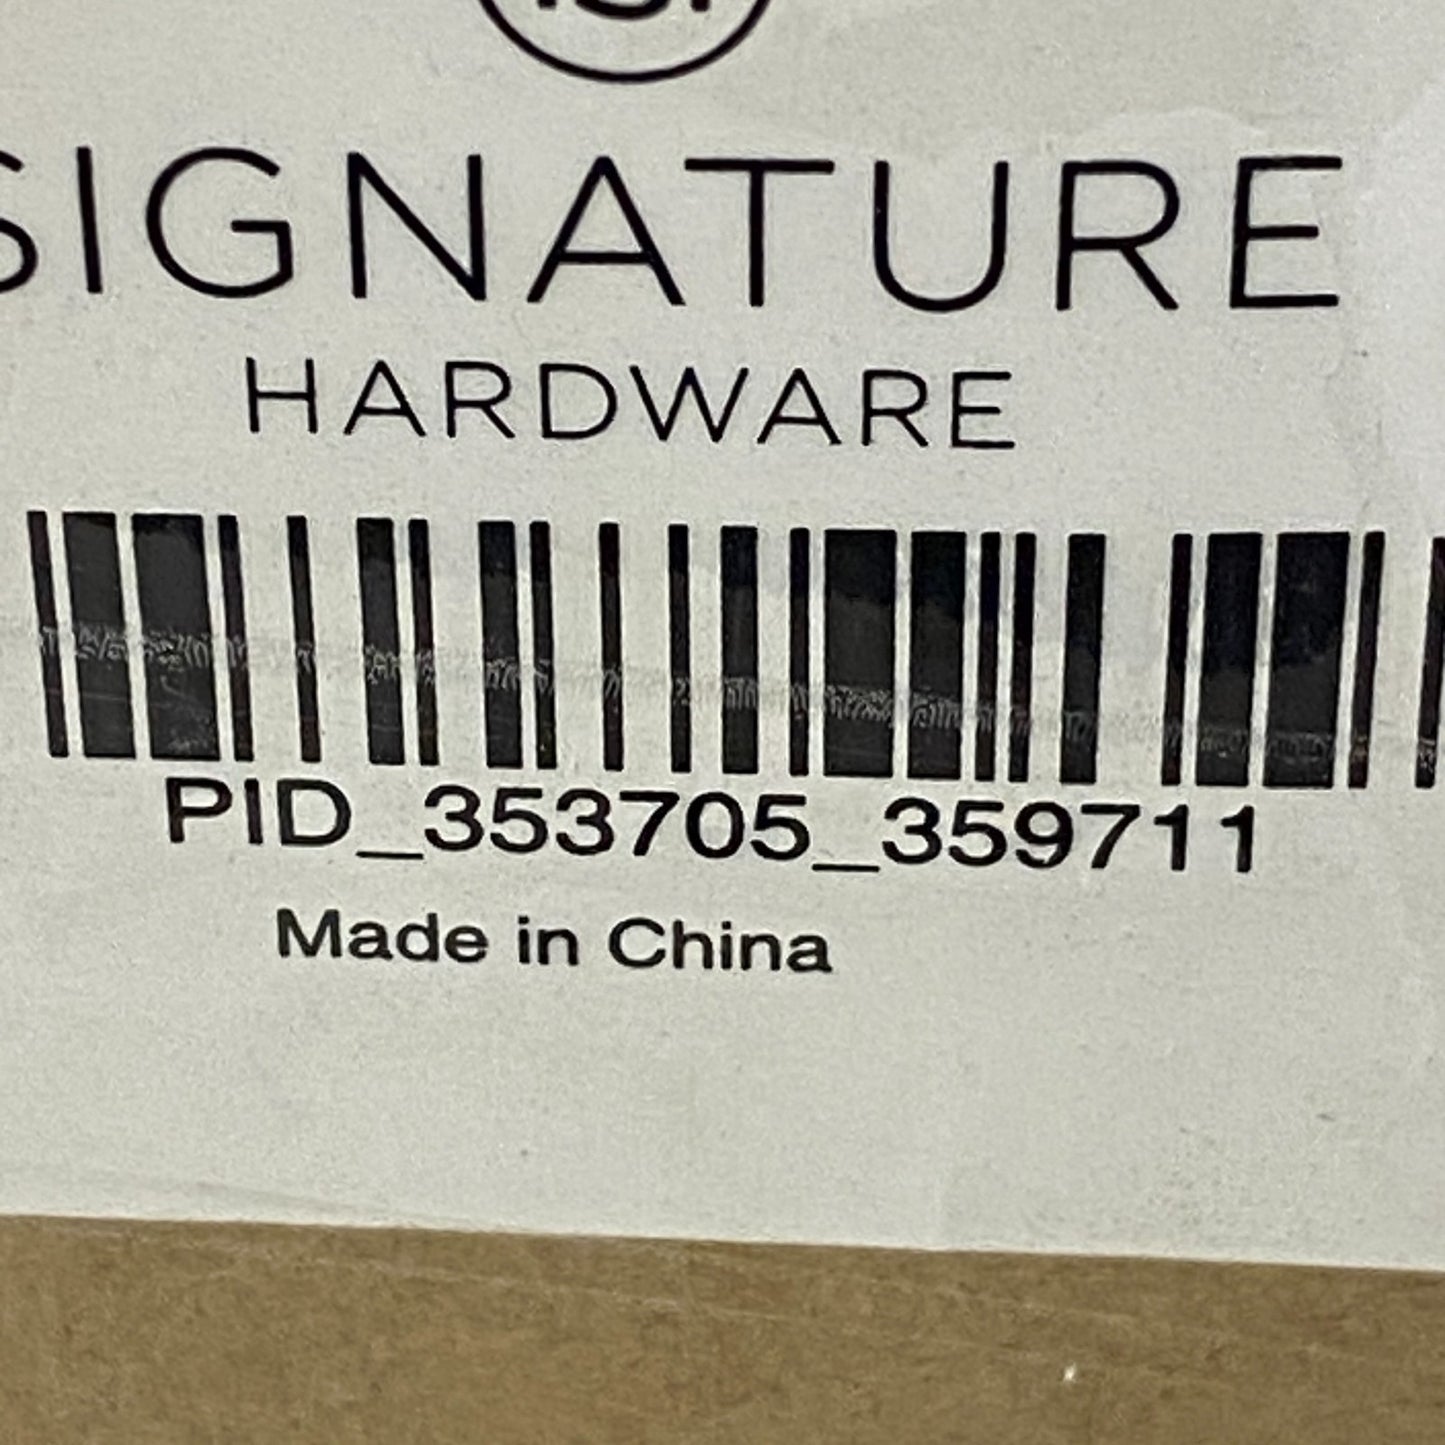 SIGNATURE
HARDWARE
PID_353705_359711
Made in China